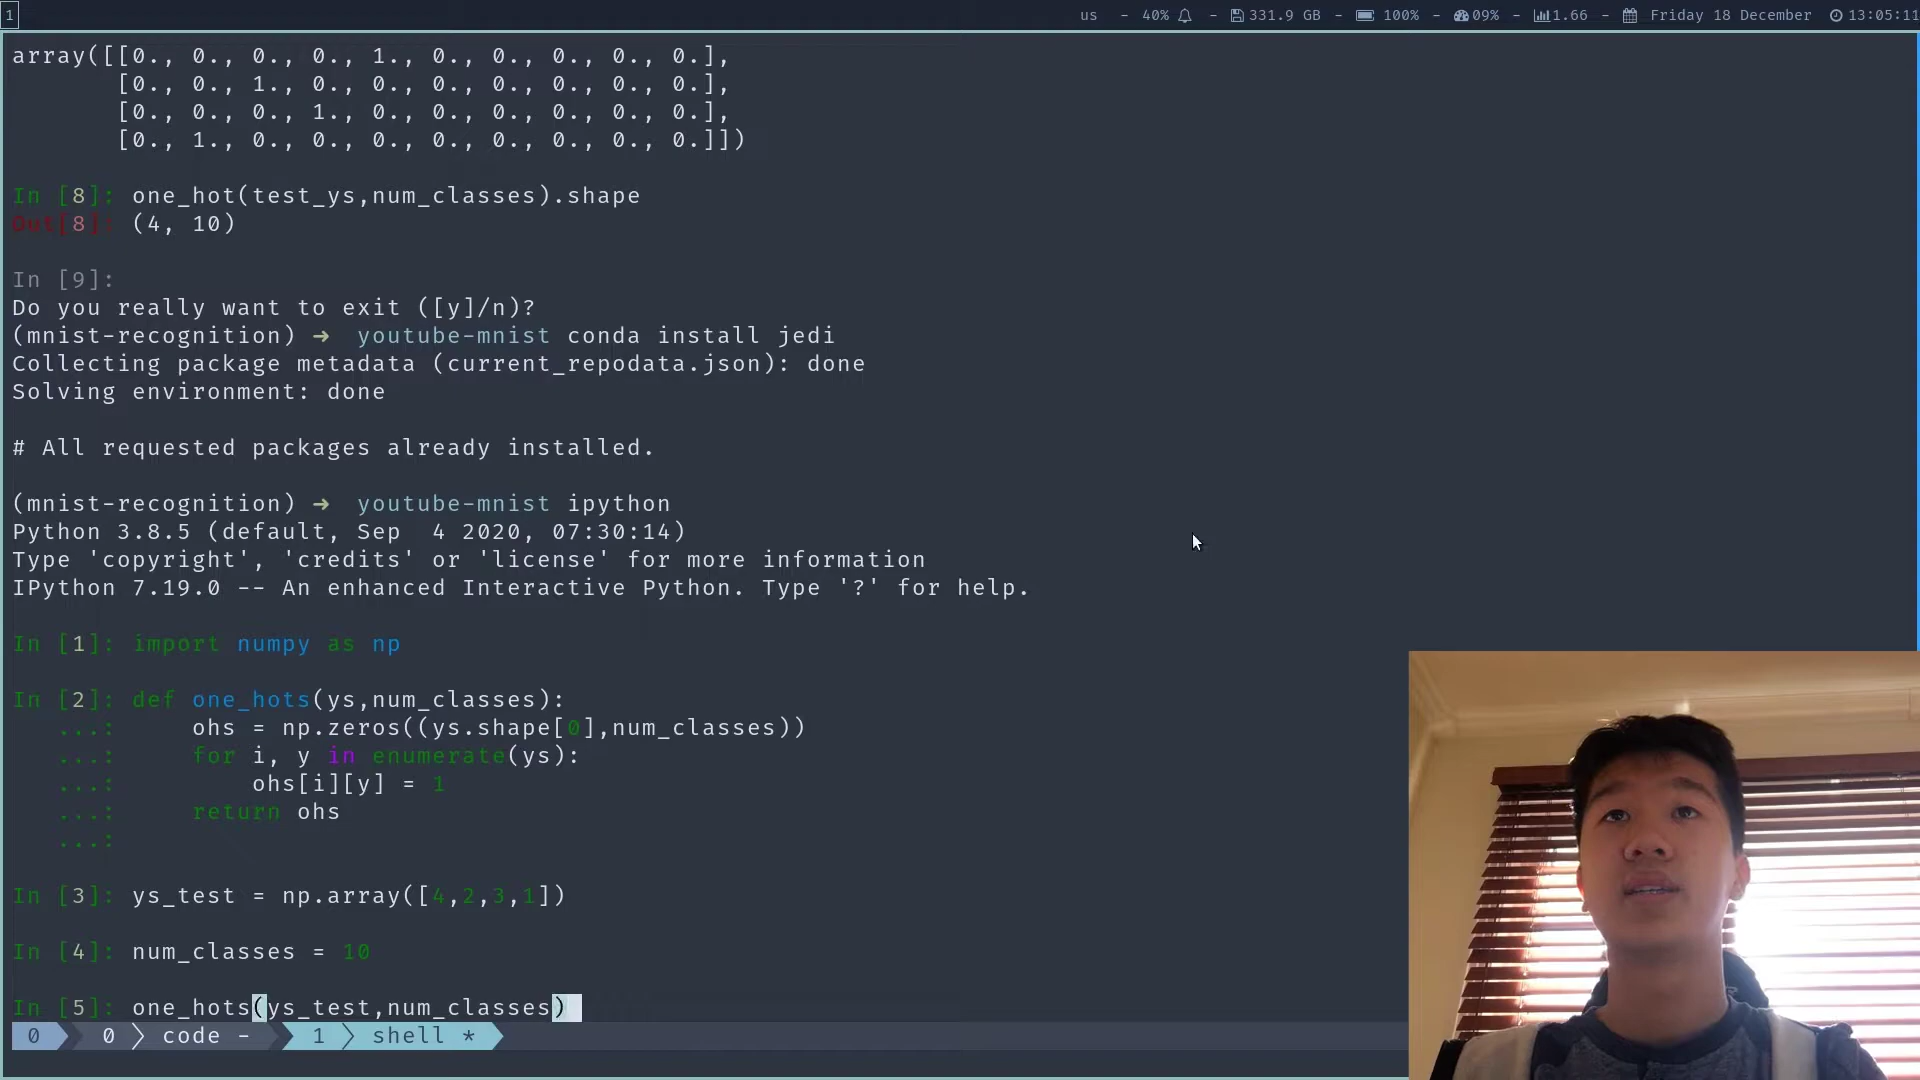 1 us - 40% - 331.9 GB - 100% - 09% - 1.66 - Friday 18 December 13:05:11
array([[0., 0., 0., 0., 1., 0., 0., 0., 0., 0.],
[0., 0., 1., 0., 0., 0., 0., 0., 0., 0.],
[0., 0., 0., 1., 0., 0., 0., 0., 0., 0.],
[0., 1., 0., 0., 0., 0., 0., 0., 0., 0.]])
In [8]: one_hot(test_ys,num_classes).shape
Out[8]: (4, 10)
In [9]:
Do you really want to exit ([y]/n)?
(mnist-recognition) → youtube-mnist conda install jedi
Collecting package metadata (current_repodata.json): done
Solving environment: done
# All requested packages already installed.
(mnist-recognition) → youtube-mnist ipython
Python 3.8.5 (default, Sep  4 2020, 07:30:14)
Type 'copyright', 'credits' or 'license' for more information
IPython 7.19.0 -- An enhanced Interactive Python. Type '?' for help.
In [1]: import numpy as np
In [2]: def one_hots(ys,num_classes):
...:     ohs = np.zeros((ys.shape[0],num_classes))
...:     for i, y in enumerate(ys):
...:         ohs[i][y] = 1
...:     return ohs
...:
In [3]: ys_test = np.array([4,2,3,1])
In [4]: num_classes = 10
In [5]: one_hots(ys_test,num_classes)
0 0 code - 1 shell *